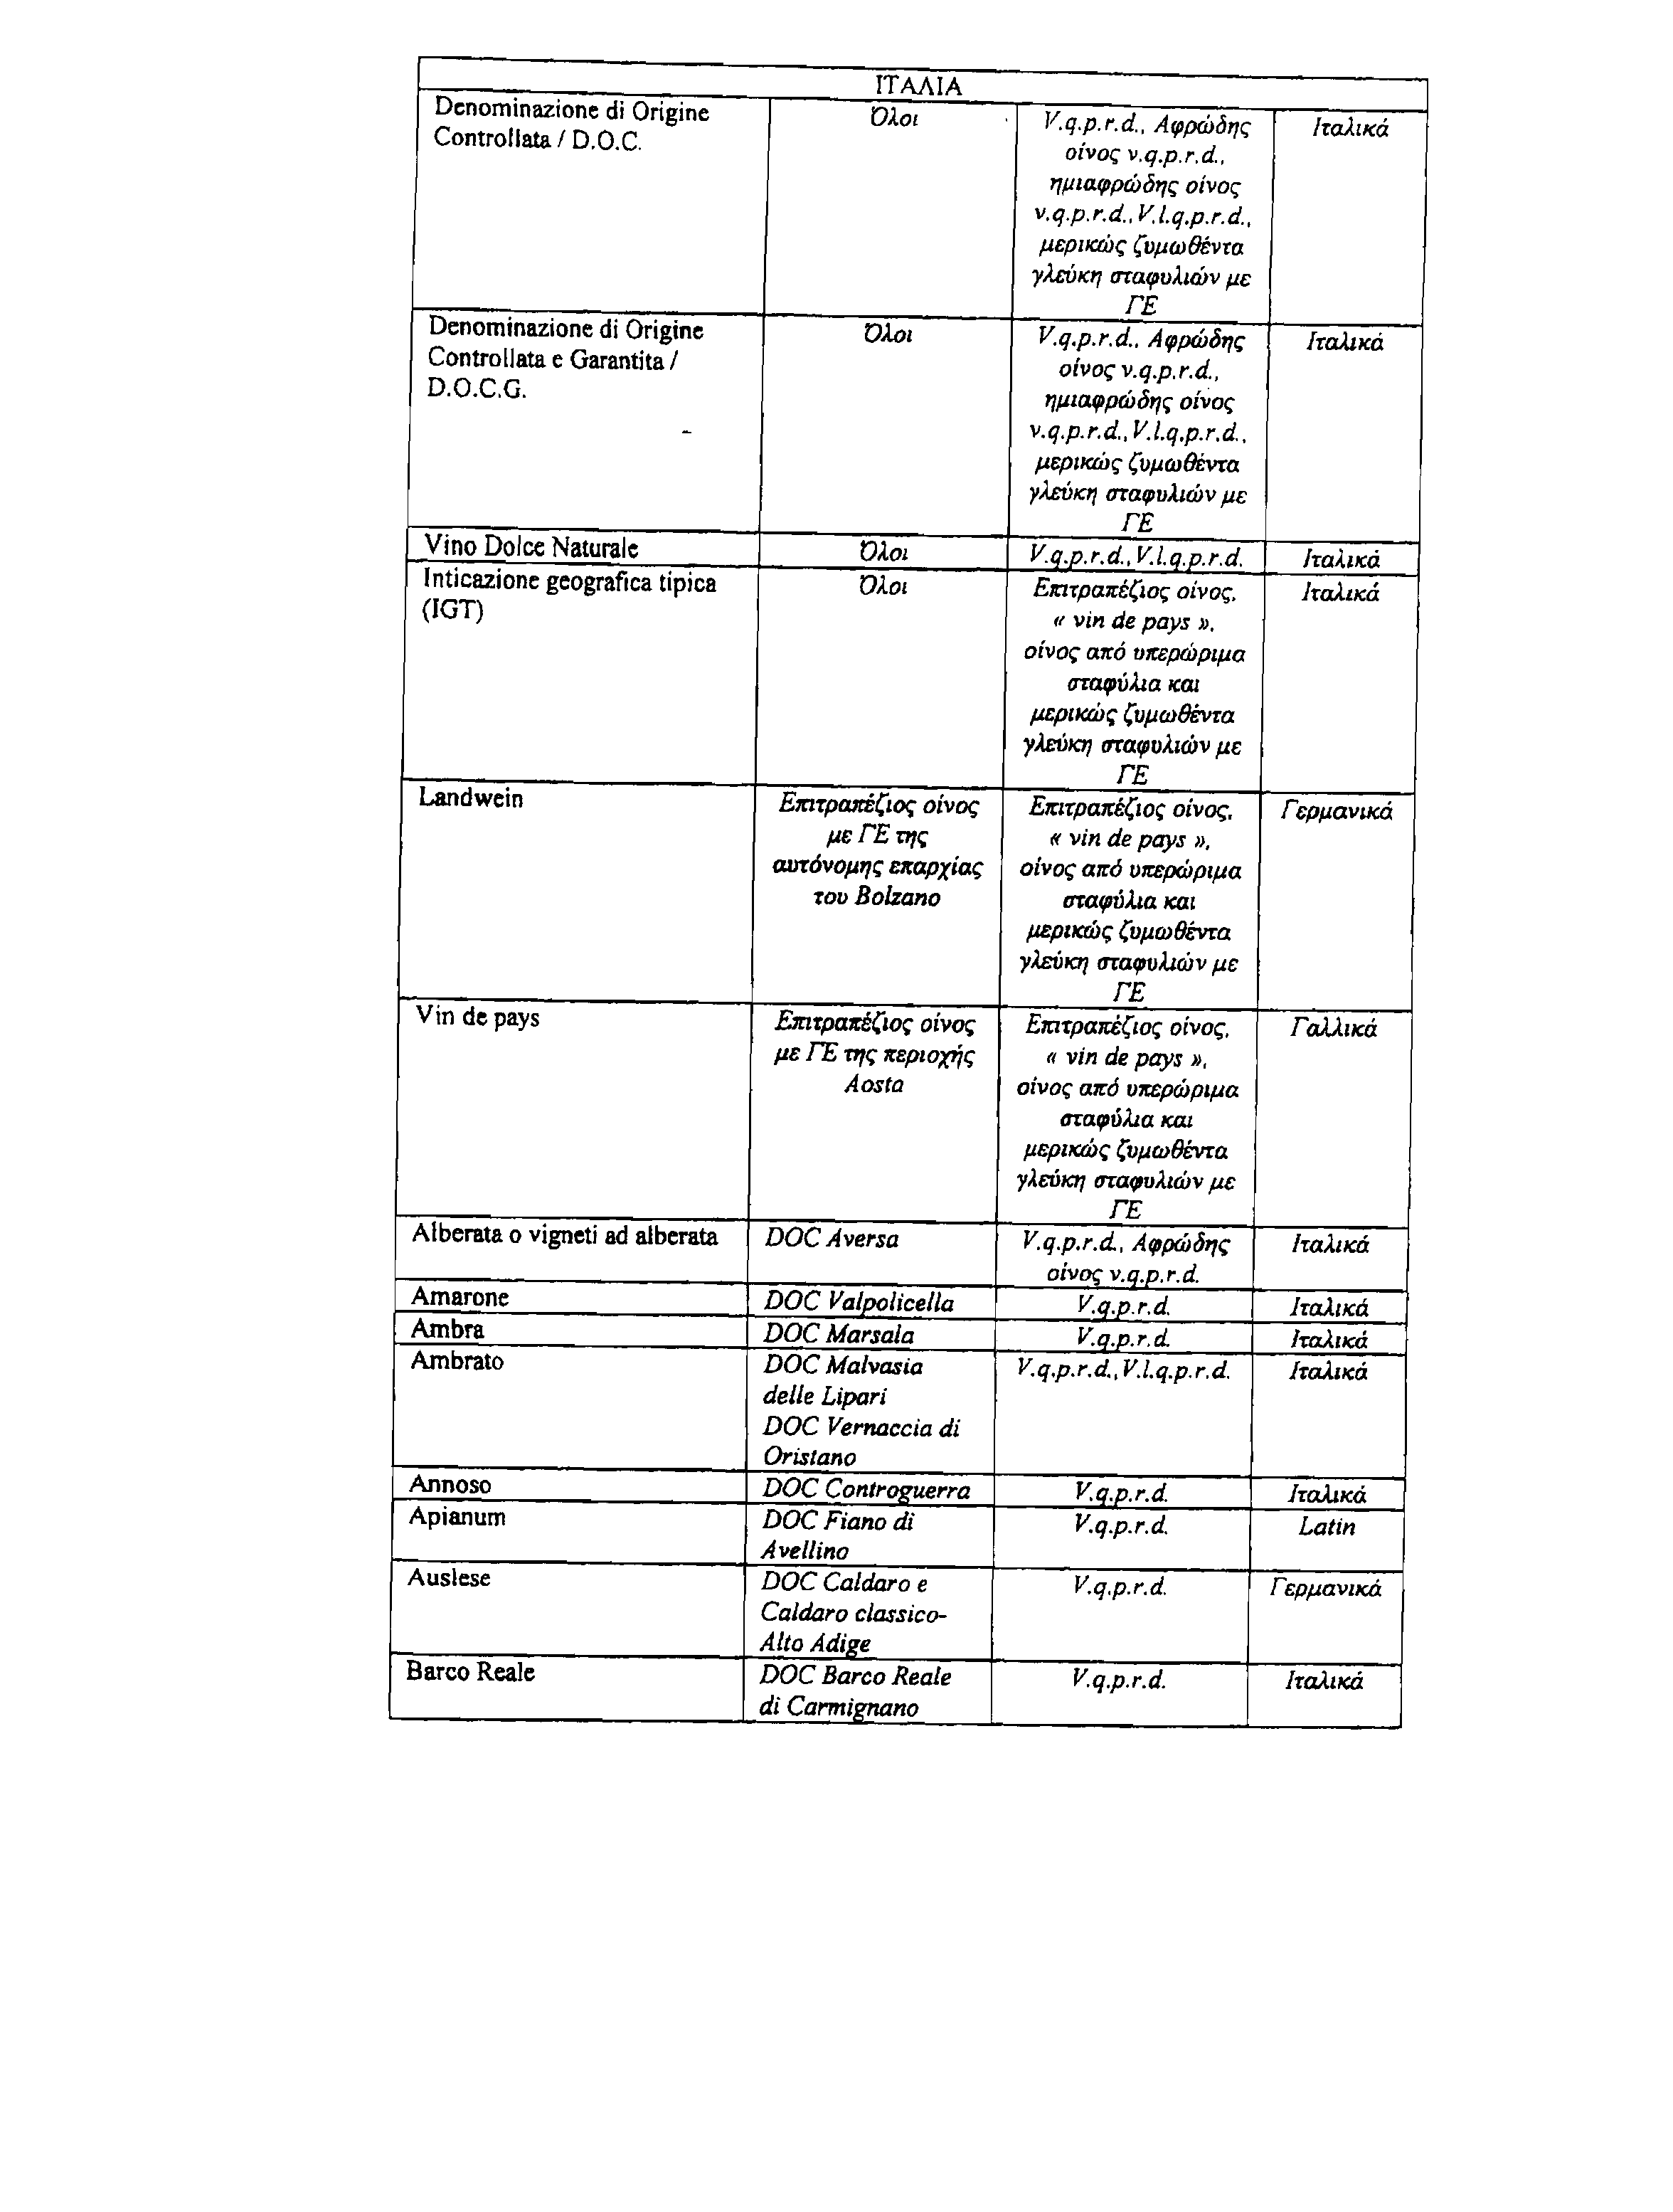 ΙΤΑΛΙΑ
Denominazione di Origine
Controllata / D.O.C.
Όλοι
V.q.p.r.d., Αφρώδης
οίνος v.q.p.r.d.,
ημιαφρώδης οίνος
v.q.p.r.d., V.l.q.p.r.d.,
μερικώς ζυμωθέντα
γλεύκη σταφυλιών με
ΓΕ
Ιταλικά
Denominazione di Origine
Controllata e Garantita /
D.O.C.G.
Όλοι
V.q.p.r.d., Αφρώδης
οίνος v.q.p.r.d.,
ημιαφρώδης οίνος
v.q.p.r.d., V.l.q.p.r.d.,
μερικώς ζυμωθέντα
γλεύκη σταφυλιών με
ΓΕ
Ιταλικά
Vino Dolce Naturale
Όλοι
V.q.p.r.d., V.l.q.p.r.d.
Ιταλικά
Inticazione geografica tipica
(IGT)
Όλοι
Επιτραπέζιος οίνος,
« vin de pays »,
οίνος από υπερώριμα
σταφύλια και
μερικώς ζυμωθέντα
γλεύκη σταφυλιών με
ΓΕ
Ιταλικά
Landwein
Επιτραπέζιος οίνος
με ΓΕ της
αυτόνομης επαρχίας
του Bolzano
Επιτραπέζιος οίνος,
« vin de pays »,
οίνος από υπερώριμα
σταφύλια και
μερικώς ζυμωθέντα
γλεύκη σταφυλιών με
ΓΕ
Γερμανικά
Vin de pays
Επιτραπέζιος οίνος
με ΓΕ της περιοχής
Aosta
Επιτραπέζιος οίνος,
« vin de pays »,
οίνος από υπερώριμα
σταφύλια και
μερικώς ζυμωθέντα
γλεύκη σταφυλιών με
ΓΕ
Γαλλικά
Alberata o vigneti ad alberata
DOC Aversa
V.q.p.r.d., Αφρώδης
οίνος v.q.p.r.d.
Ιταλικά
Amarone
DOC Valpolicella
V.q.p.r.d.
Ιταλικά
Ambra
DOC Marsala
V.q.p.r.d.
Ιταλικά
Ambrato
DOC Malvasia
delle Lipari
DOC Vernaccia di
Oristano
V.q.p.r.d., V.l.q.p.r.d.
Ιταλικά
Annoso
DOC Controguerra
V.q.p.r.d.
Ιταλικά
Apianum
DOC Fiano di
Avellino
V.q.p.r.d.
Latin
Auslese
DOC Caldaro e
Caldaro classico-
Alto Adige
V.q.p.r.d.
Γερμανικά
Barco Reale
DOC Barco Reale
di Carmignano
V.q.p.r.d.
Ιταλικά